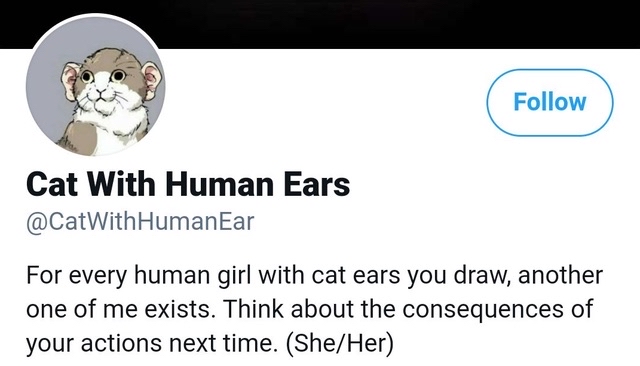 Follow
Cat With Human Ears
@CatWithHumanEar
For every human girl with cat ears you draw, another
one of me exists. Think about the consequences of
your actions next time. (She/Her)